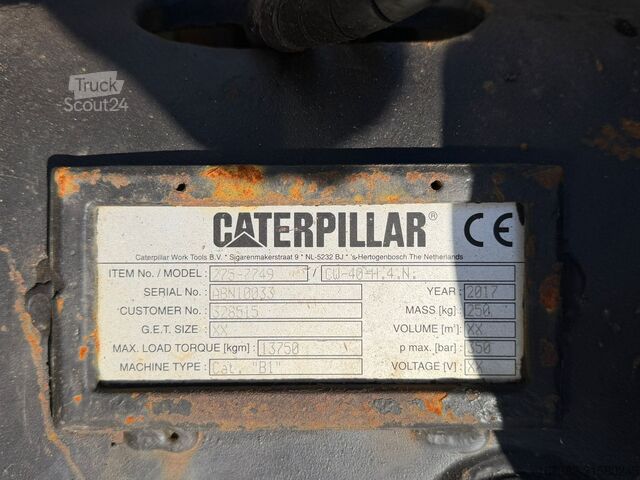 Truck
Scout24
CATERPILLAR®
CE
Caterpillar Work Tools B.V. * Sigarenmakerstraat 9 * NL-5232 BJ * 's-Hertogenbosch The Netherlands
ITEM No. / MODEL : 275-7749 / CW-40-H.4.N.
SERIAL No. : DBN10033 YEAR : 2017
CUSTOMER No. : 328515 MASS [kg] : 250
G.E.T. SIZE : XX VOLUME [m³] : XX
MAX. LOAD TORQUE [kgm] : 13750 p max. [bar] : 350
MACHINE TYPE : Cat. "B1" VOLTAGE [V] : XX